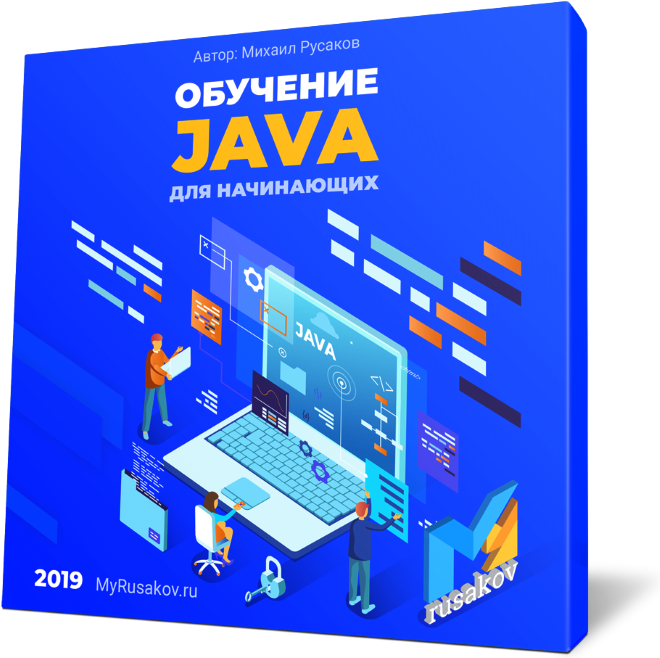 Автор: Михаил Русаков
ОБУЧЕНИЕ
JAVA
ДЛЯ НАЧИНАЮЩИХ
JAVA
</>
2019 MyRusakov.ru
rusakov